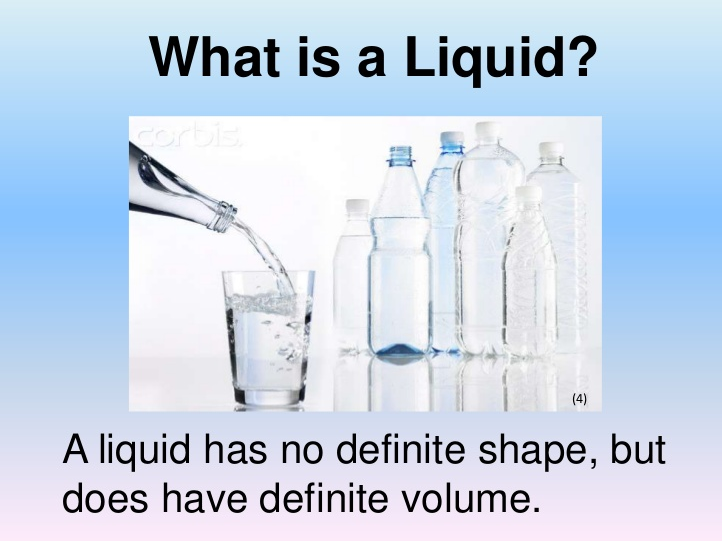 What is a Liquid?
corbis.
(4)
A liquid has no definite shape, but
does have definite volume.